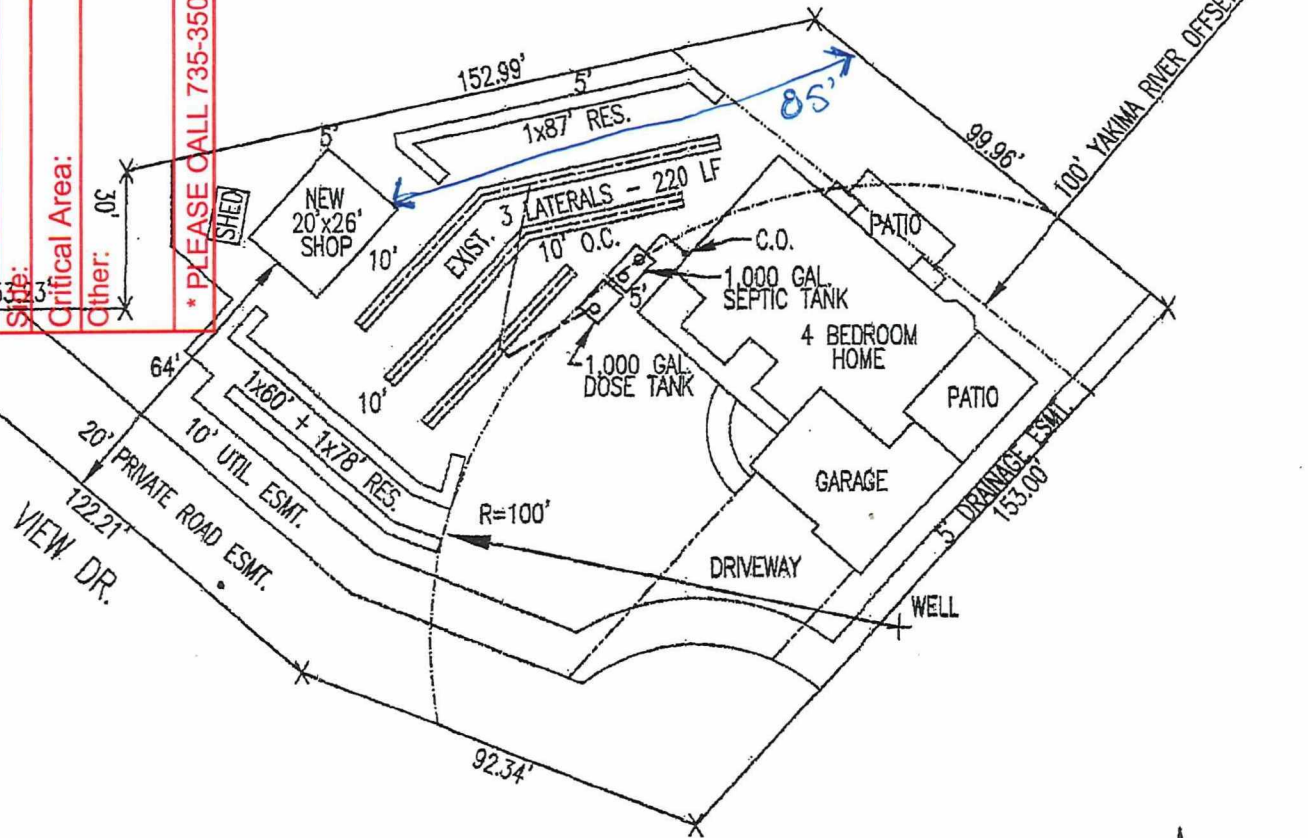 Site:
Critical Area:
Other:
* PLEASE CALL 735-350
152.99'
5'
1x87' RES.
85'
99.96'
100' YAKIMA RIVER OFFSE
30'
SHED
5'
NEW
20'x26'
SHOP
EXIST. 3 LATERALS - 220 LF
10' O.C.
10'
10'
PATIO
C.O.
1,000 GAL.
SEPTIC TANK
5'
1,000 GAL.
DOSE TANK
4 BEDROOM
HOME
PATIO
GARAGE
5' DRAINAGE ESMT.
153.00'
64'
1x60' + 1x78' RES.
10' UTIL ESMT.
20' PRIVATE ROAD ESMT.
122.21'
VIEW DR.
R=100'
DRIVEWAY
WELL
92.34'